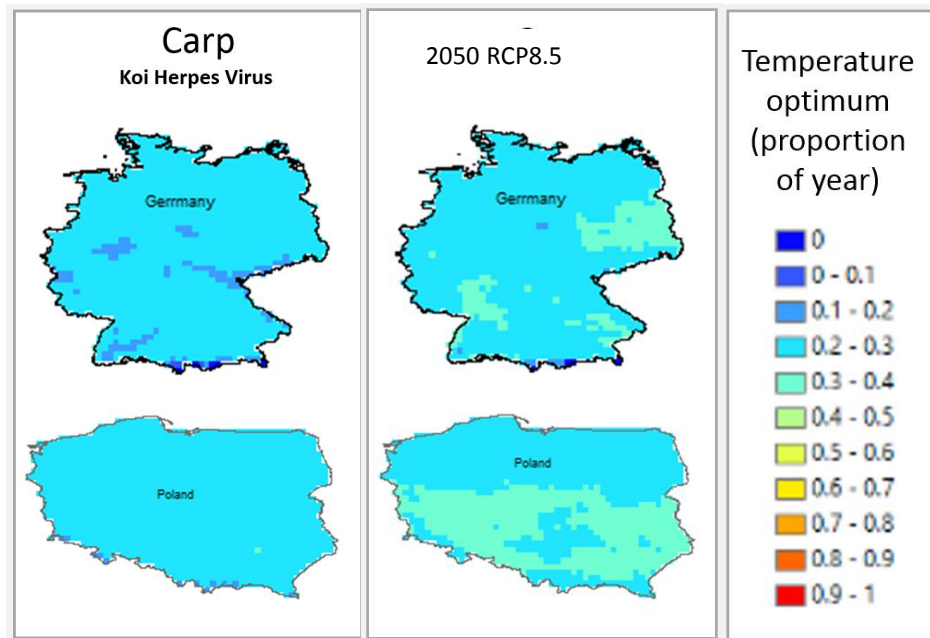 Carp
Koi Herpes Virus
Gerrmany
Poland
2050 RCP8.5
Gerrmany
Poland
Temperature
optimum
(proportion
of year)
0
0 - 0.1
0.1 - 0.2
0.2 - 0.3
0.3 - 0.4
0.4 - 0.5
0.5 - 0.6
0.6 - 0.7
0.7 - 0.8
0.8 - 0.9
0.9 - 1